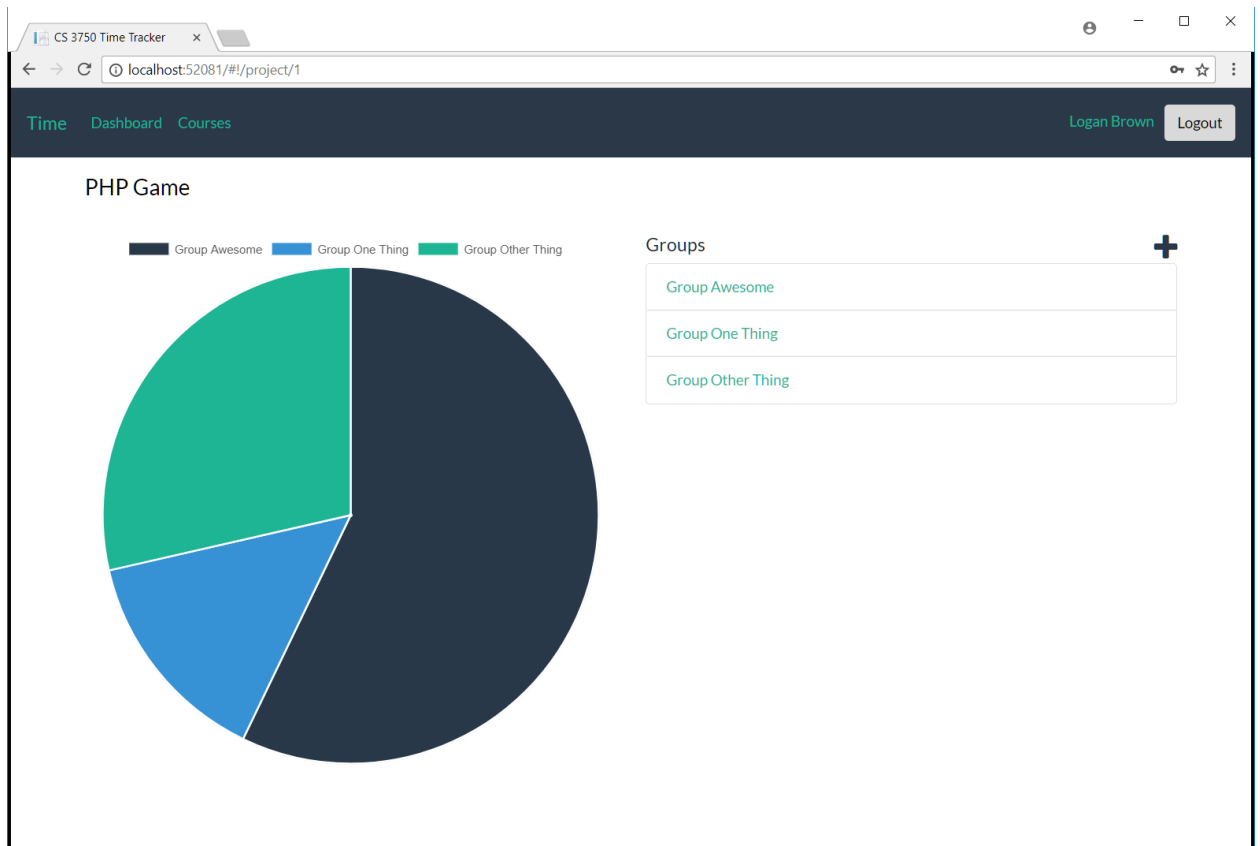 CS 3750 Time Tracker
localhost:52081/#!/project/1
Time Dashboard Courses Logan Brown Logout
PHP Game
Group Awesome Group One Thing Group Other Thing
Groups
Group Awesome
Group One Thing
Group Other Thing